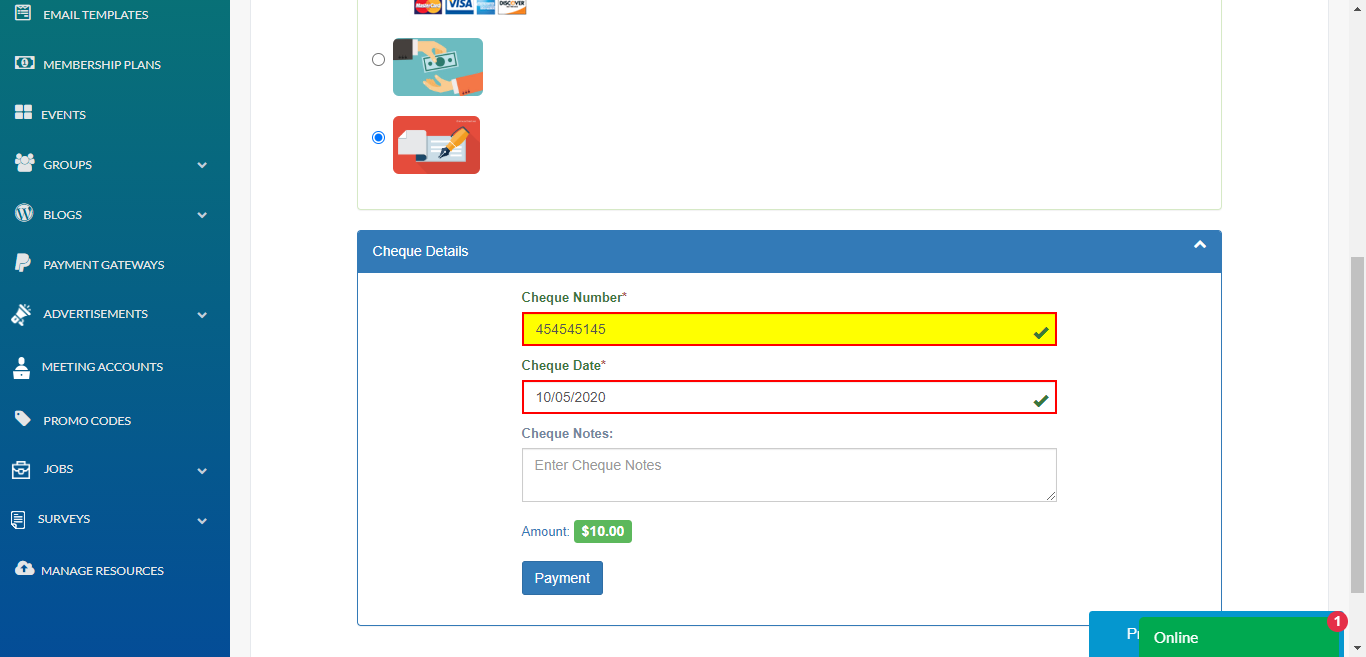 EMAIL TEMPLATES
MEMBERSHIP PLANS
EVENTS
GROUPS
BLOGS
PAYMENT GATEWAYS
ADVERTISEMENTS
MEETING ACCOUNTS
PROMO CODES
JOBS
SURVEYS
MANAGE RESOURCES
MasterCard VISA DISCOVER
Cheque Details
Cheque Number*
454545145
Cheque Date*
10/05/2020
Cheque Notes:
Enter Cheque Notes
Amount: $10.00
Payment
Online
1